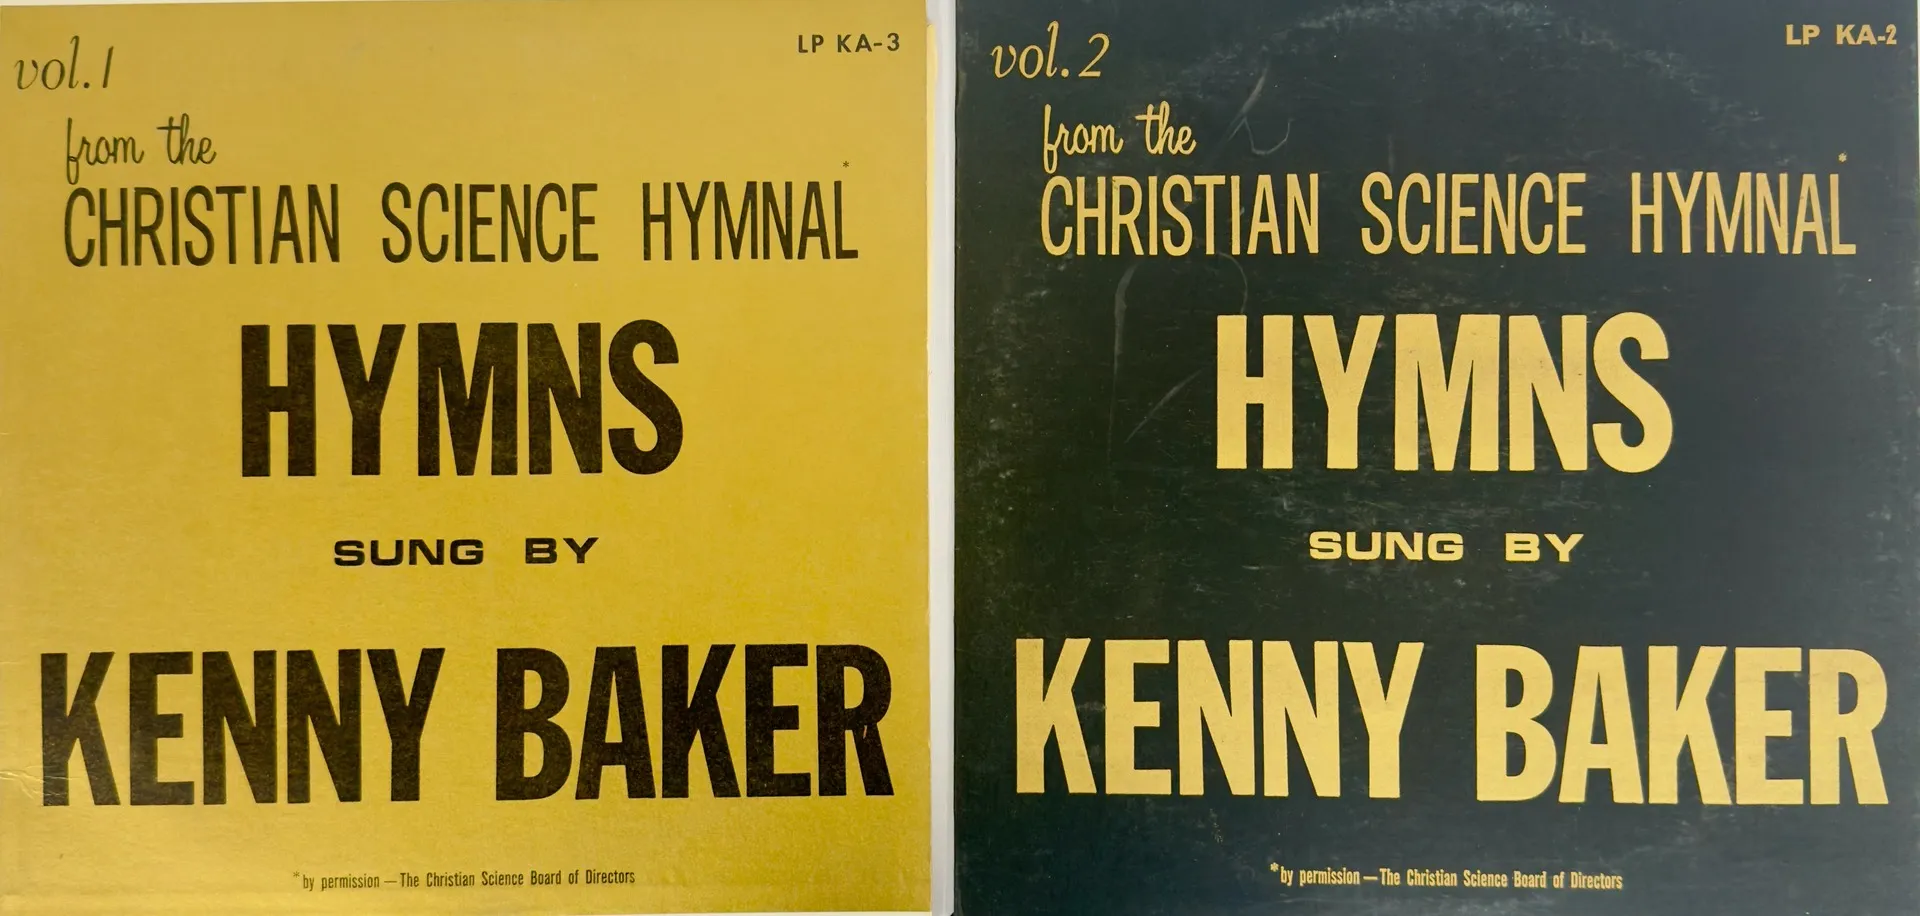 vol. 1
LP KA-3
from the
CHRISTIAN SCIENCE HYMNAL*
HYMNS
SUNG BY
KENNY BAKER
*by permission — The Christian Science Board of Directors
vol. 2
LP KA-2
from the
CHRISTIAN SCIENCE HYMNAL*
HYMNS
SUNG BY
KENNY BAKER
*by permission — The Christian Science Board of Directors